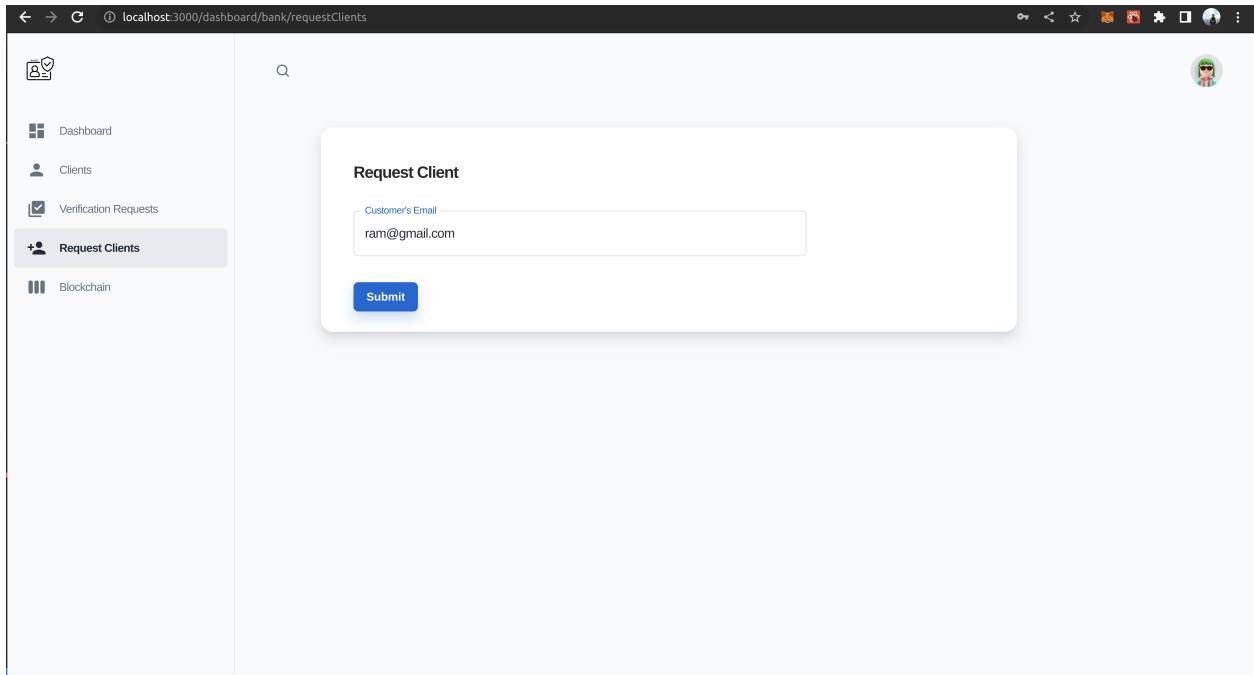 localhost:3000/dashboard/bank/requestClients
Dashboard
Clients
Verification Requests
Request Clients
Blockchain
Request Client
Customer's Email
ram@gmail.com
Submit